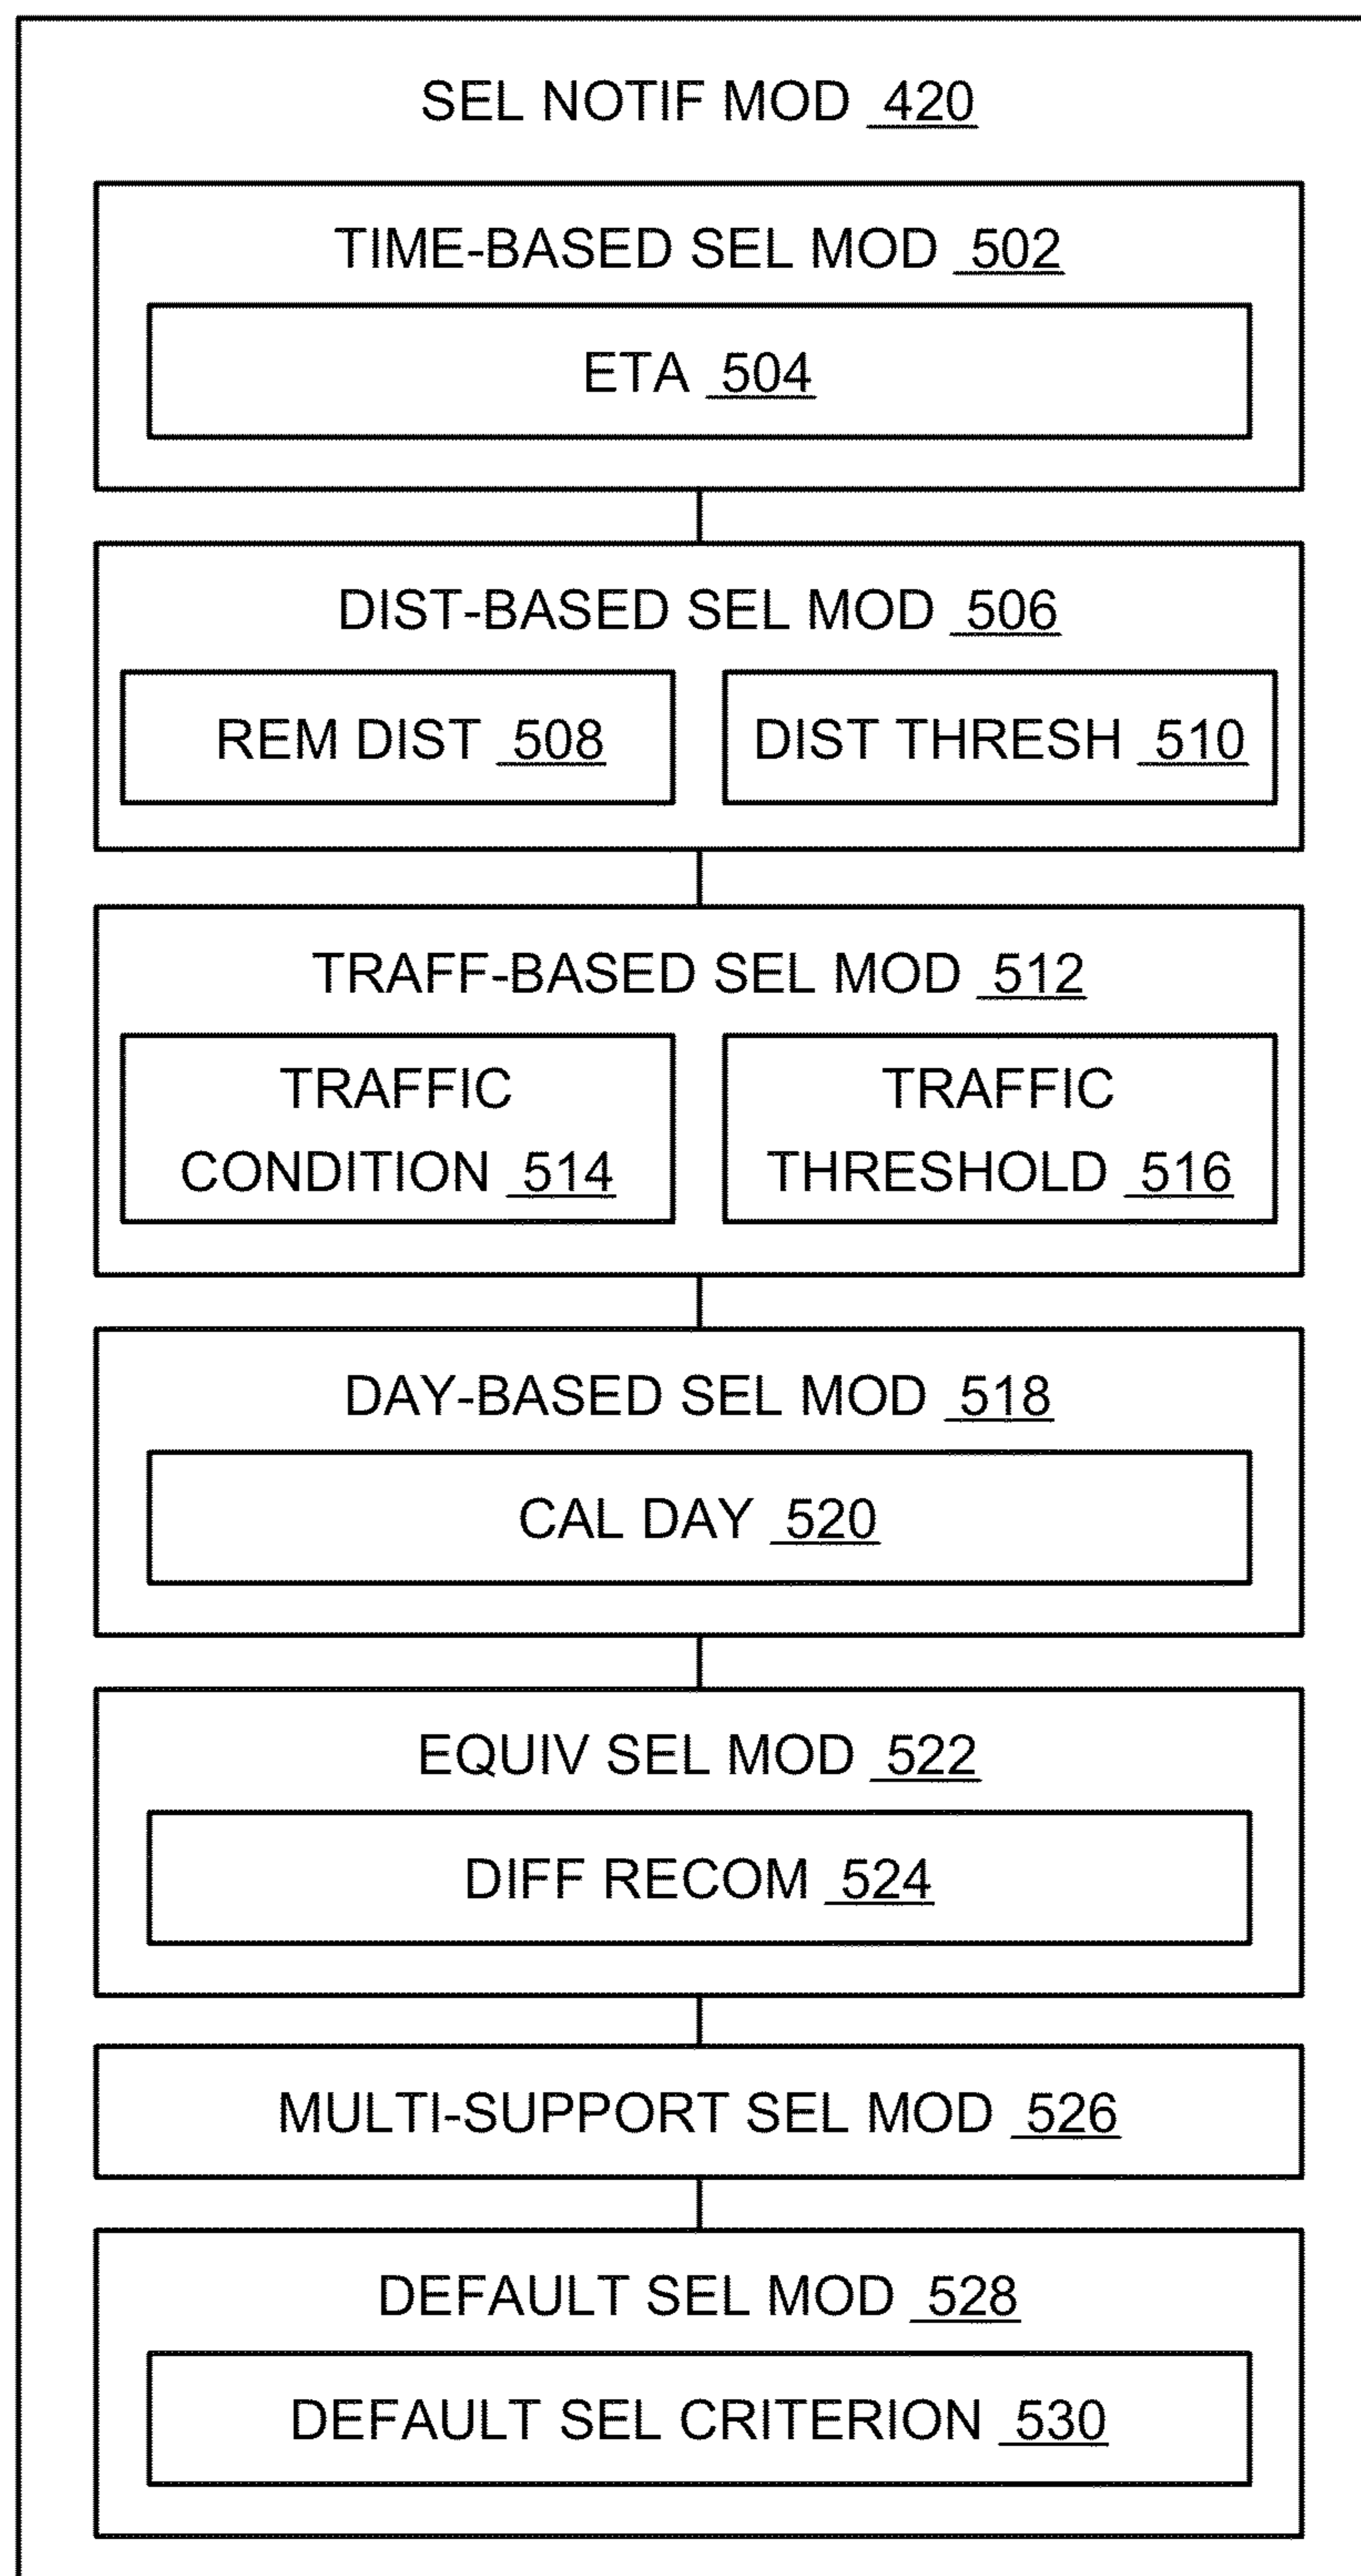 SEL NOTIF MOD 420
TIME-BASED SEL MOD 502
ETA 504
DIST-BASED SEL MOD 506
REM DIST 508
DIST THRESH 510
TRAFF-BASED SEL MOD 512
TRAFFIC
CONDITION 514
TRAFFIC
THRESHOLD 516
DAY-BASED SEL MOD 518
CAL DAY 520
EQUIV SEL MOD 522
DIFF RECOM 524
MULTI-SUPPORT SEL MOD 526
DEFAULT SEL MOD 528
DEFAULT SEL CRITERION 530